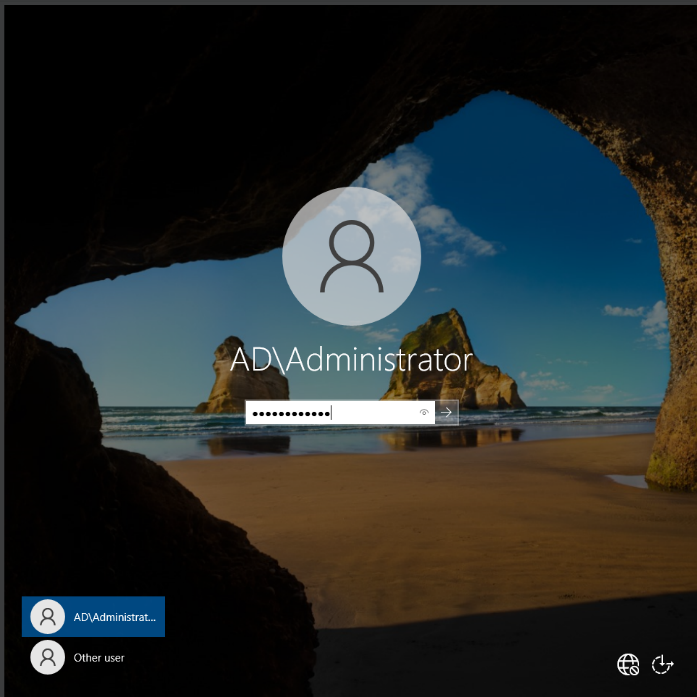 AD\Administrator
••••••••••••
AD\Administrat...
Other user